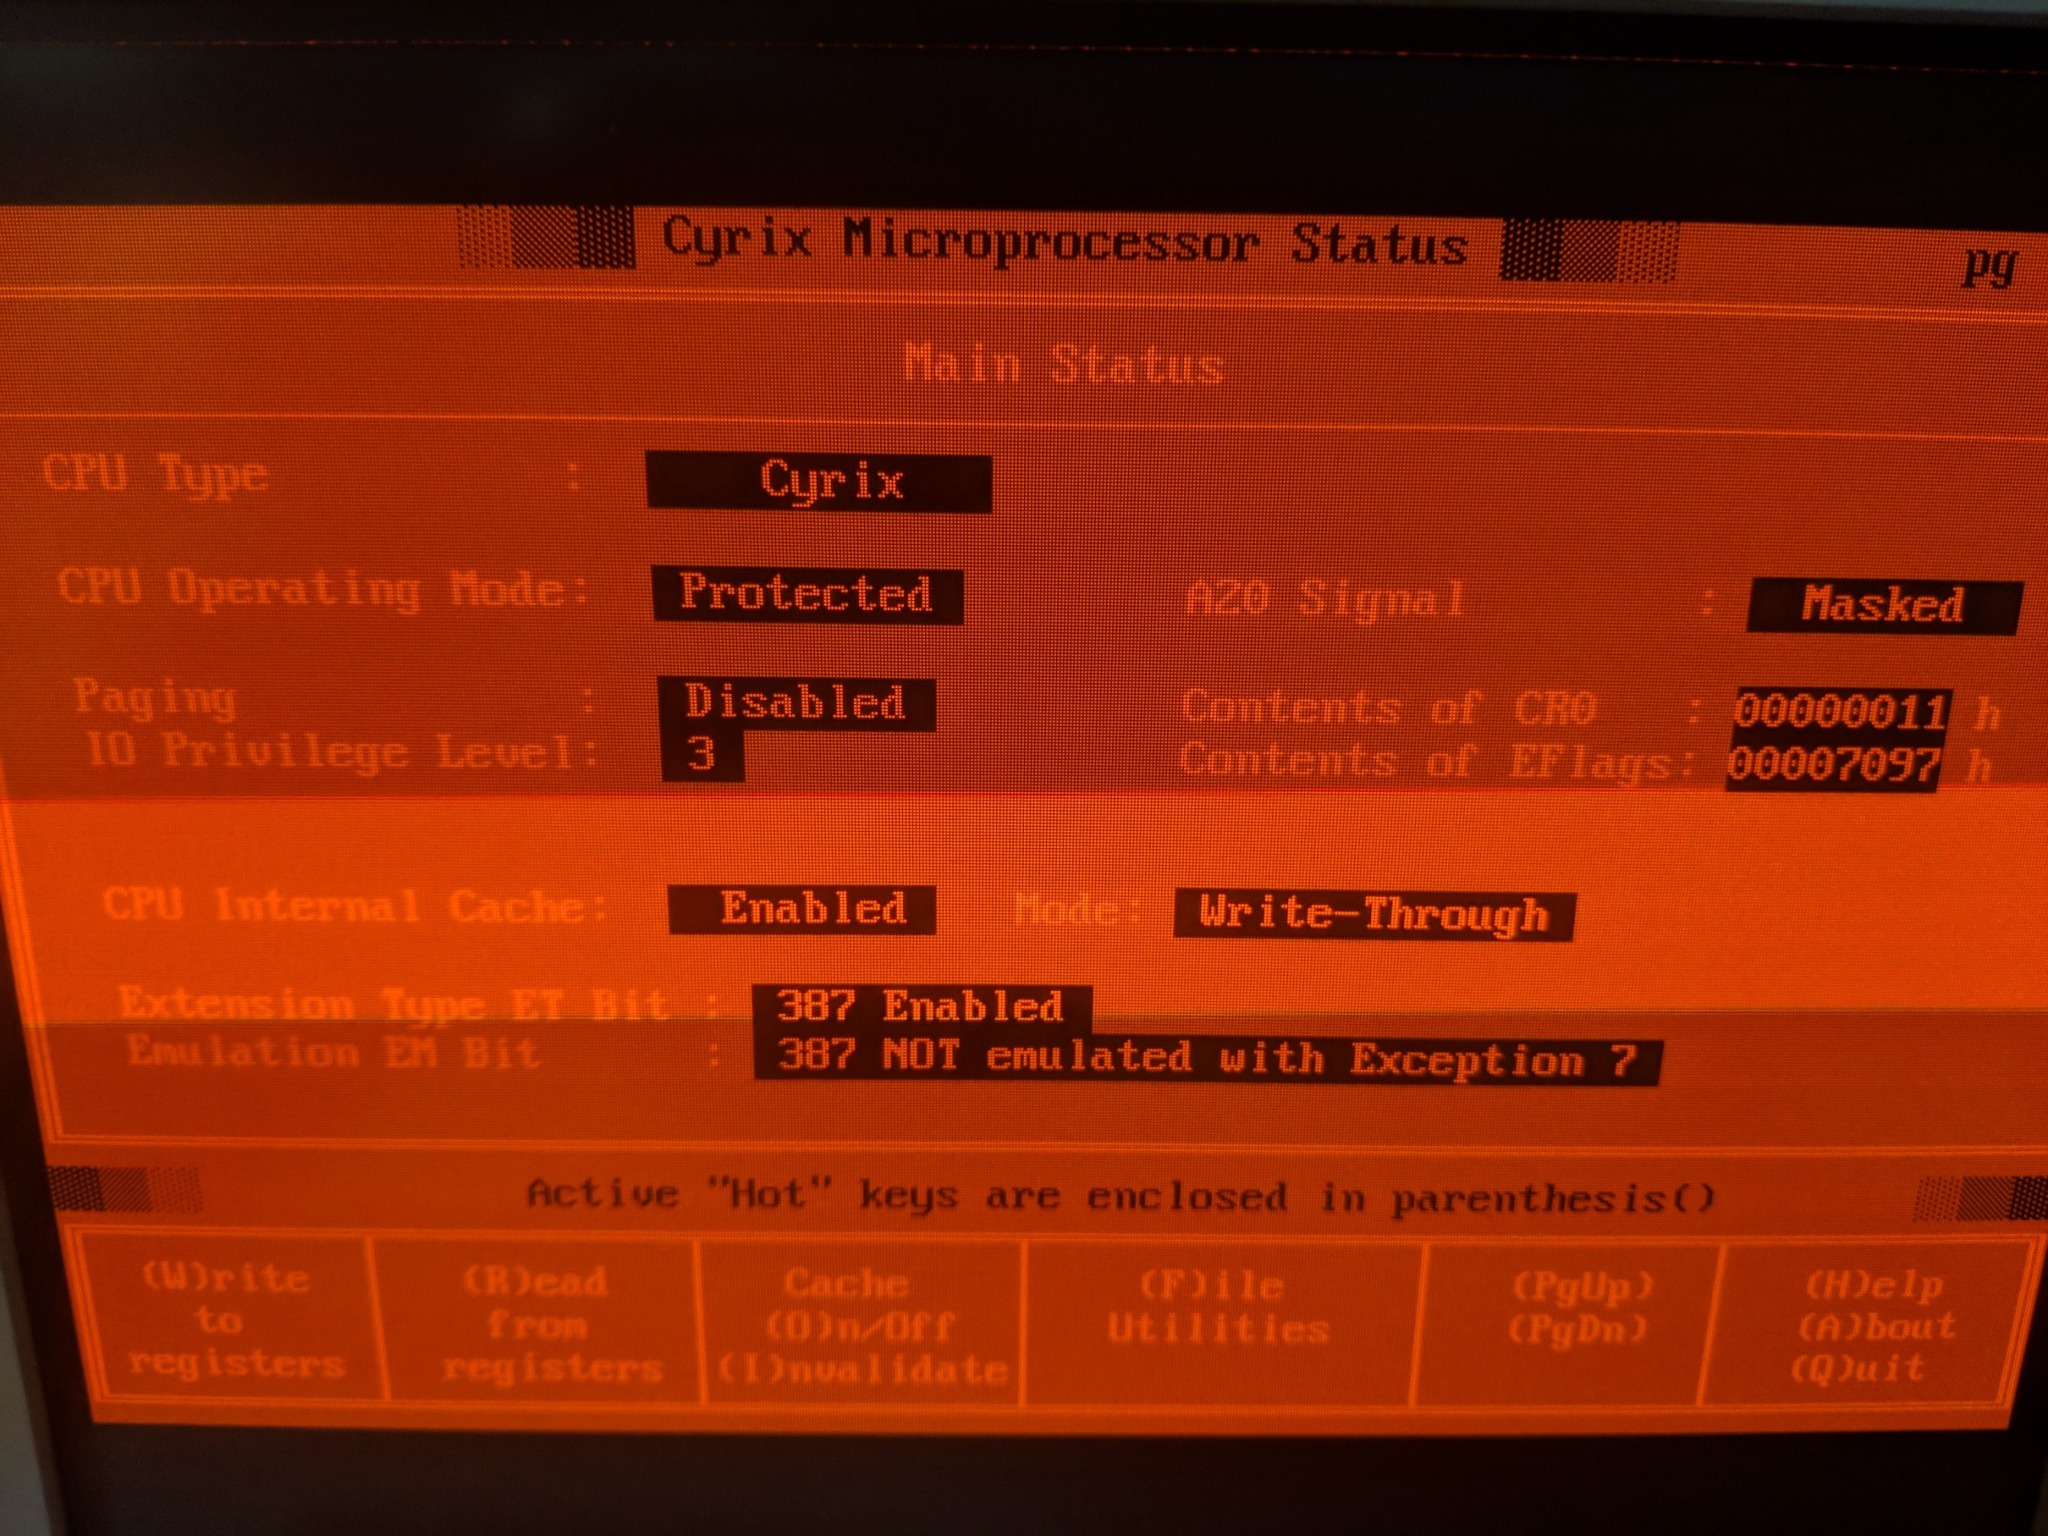 Cyrix Microprocessor Status pg
Main Status
CPU Type : Cyrix
CPU Operating Mode: Protected A20 Signal : Masked
Paging : Disabled Contents of CR0 : 00000011 h
IO Privilege Level: 3 Contents of EFlags: 00007097 h
CPU Internal Cache: Enabled Mode: Write-Through
Extension Type ET Bit : 387 Enabled
Emulation EM Bit : 387 NOT emulated with Exception 7
Active "Hot" keys are enclosed in parenthesis()
(W)rite (R)ead Cache (F)ile (PgUp) (H)elp
to from (O)n/Off Utilities (PgDn) (A)bout
registers registers (I)nvalidate (Q)uit